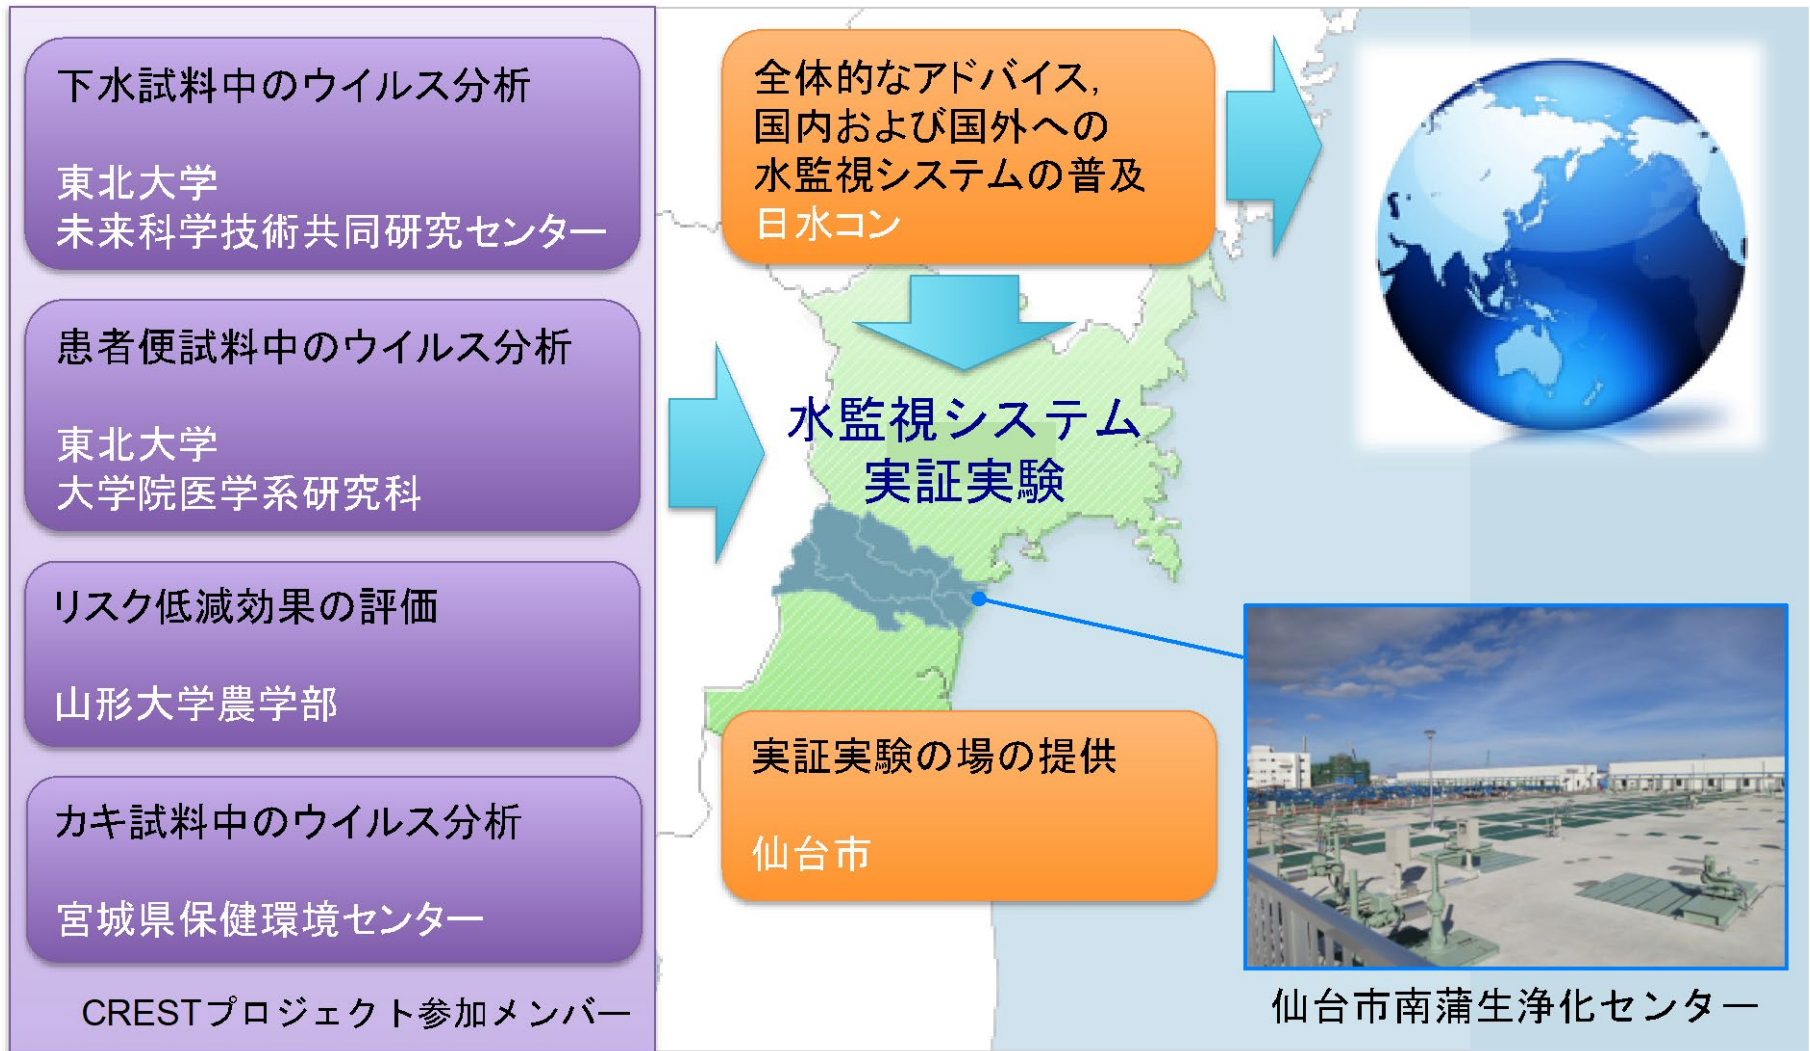 下水試料中のウイルス分析
東北大学
未来科学技術共同研究センター
患者便試料中のウイルス分析
東北大学
大学院医学系研究科
リスク低減効果の評価
山形大学農学部
カキ試料中のウイルス分析
宮城県保健環境センター
CRESTプロジェクト参加メンバー
全体的なアドバイス,
国内および国外への
水監視システムの普及
日水コン
水監視システム
実証実験
実証実験の場の提供
仙台市
仙台市南蒲生浄化センター